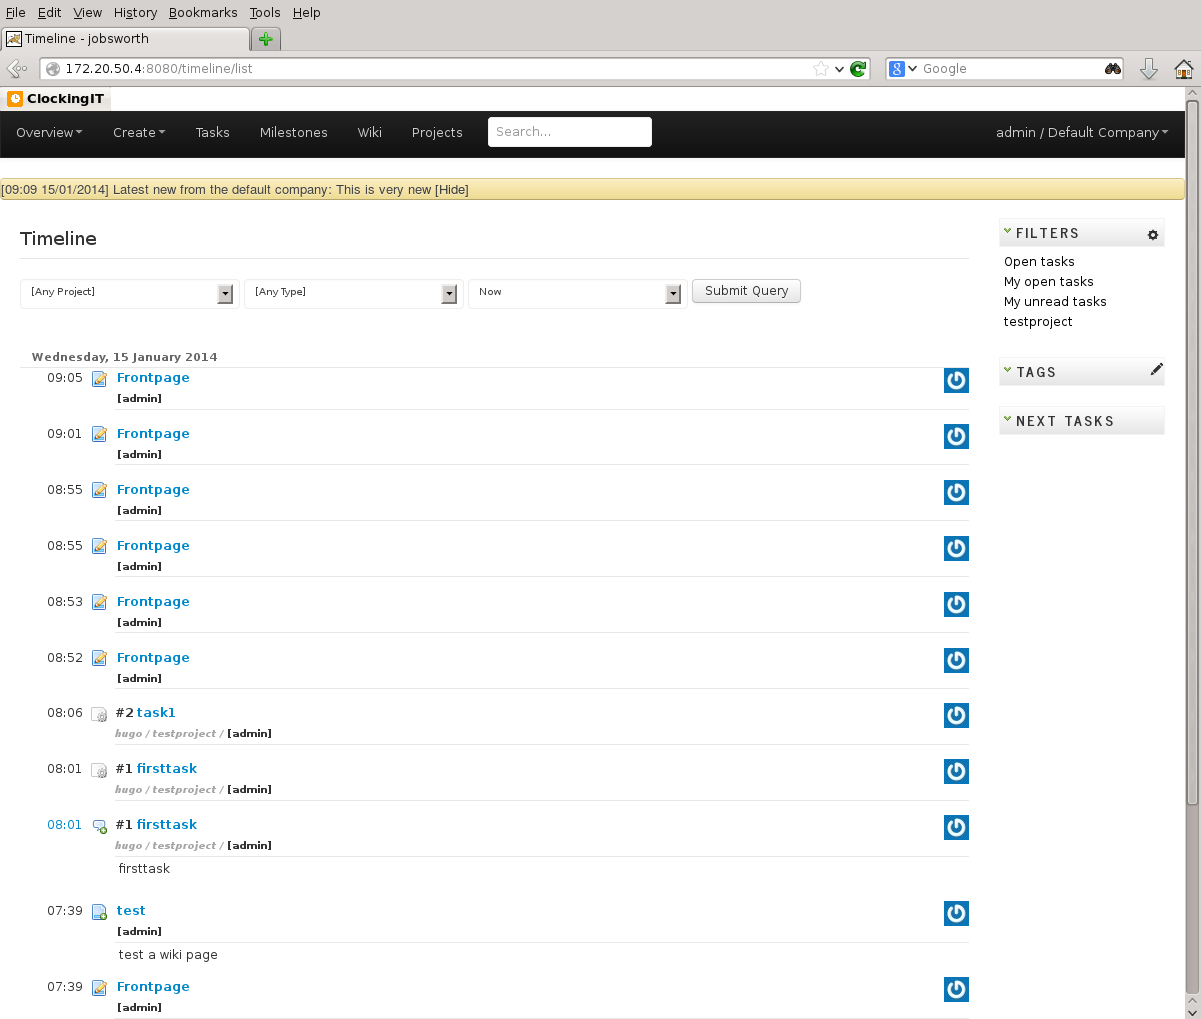 File Edit View History Bookmarks Tools Help
Timeline - jobsworth
172.20.50.4:8080/timeline/list
Google
ClockingIT
Overview Create Tasks Milestones Wiki Projects Search... admin / Default Company
[09:09 15/01/2014] Latest new from the default company: This is very new [Hide]
Timeline
[Any Project] [Any Type] Now Submit Query
Wednesday, 15 January 2014
09:05 Frontpage
[admin]
09:01 Frontpage
[admin]
08:55 Frontpage
[admin]
08:55 Frontpage
[admin]
08:53 Frontpage
[admin]
08:52 Frontpage
[admin]
08:06 #2 task1
hugo / testproject / [admin]
08:01 #1 firsttask
hugo / testproject / [admin]
08:01 #1 firsttask
hugo / testproject / [admin]
firsttask
07:39 test
[admin]
test a wiki page
07:39 Frontpage
[admin]
FILTERS
Open tasks
My open tasks
My unread tasks
testproject
TAGS
NEXT TASKS